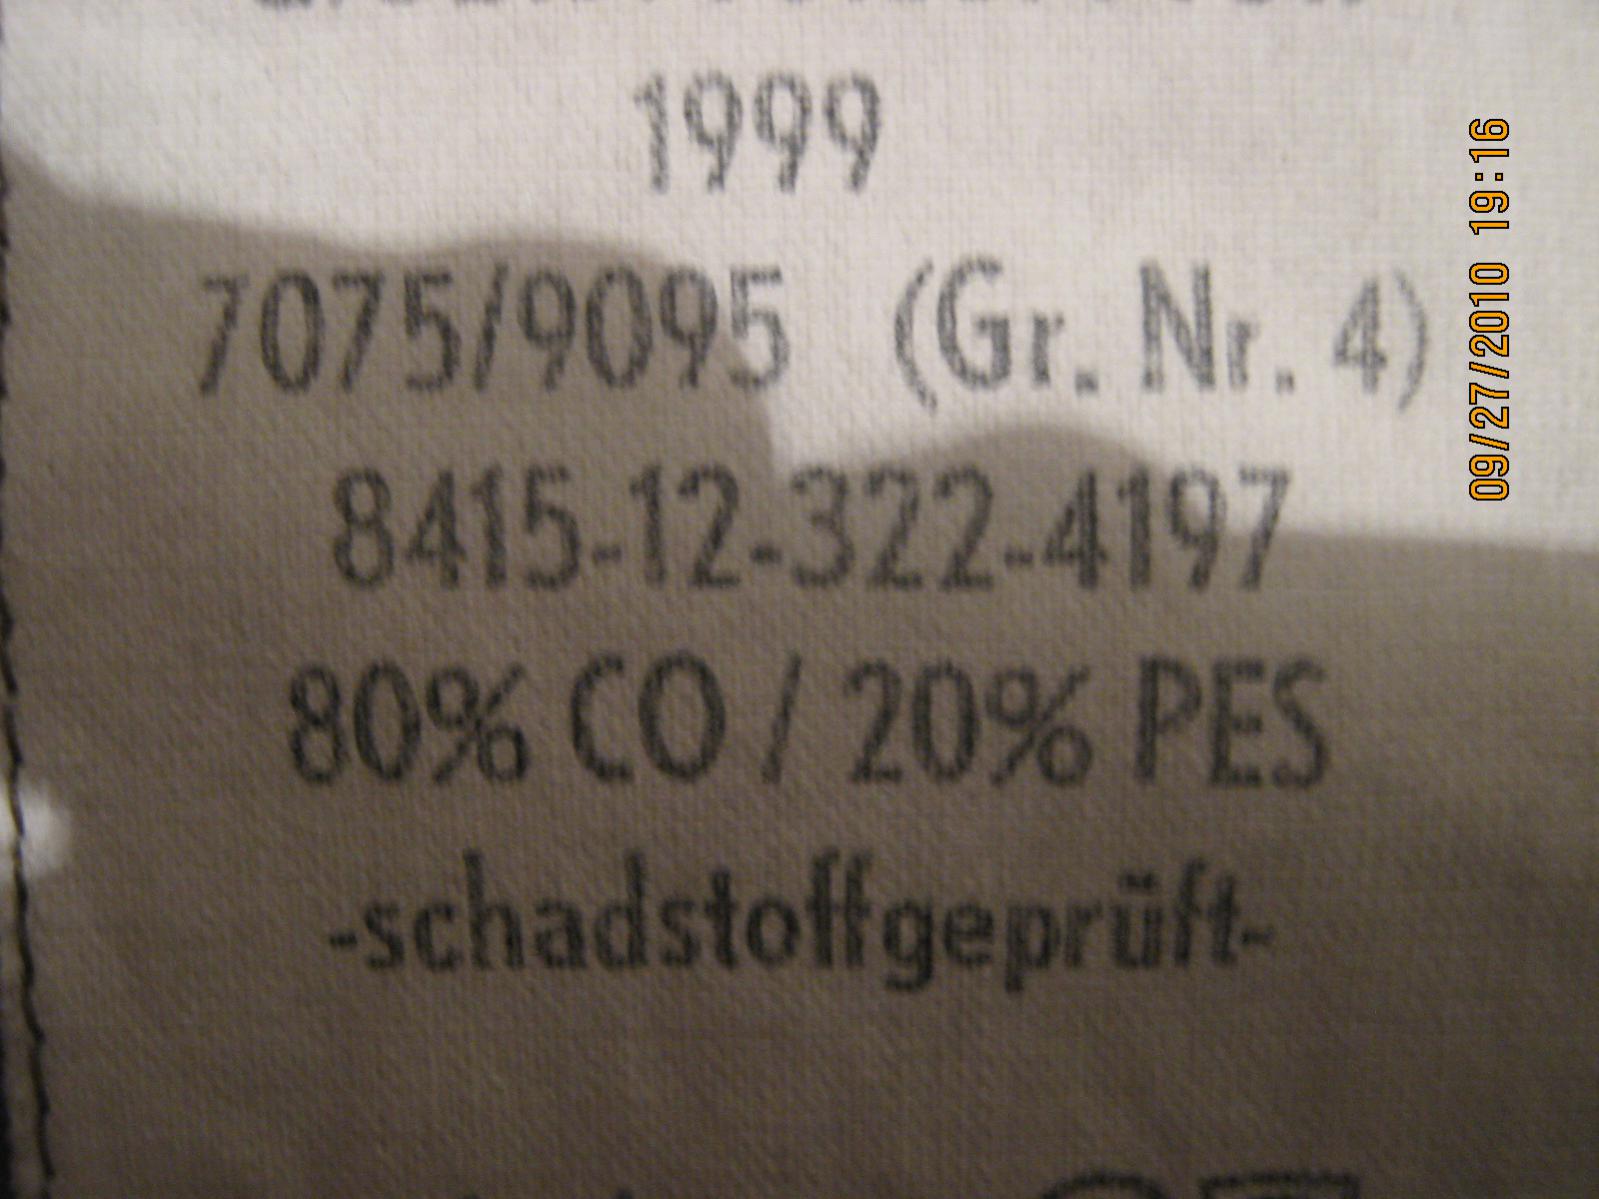 1999
7075/9095 (Gr. Nr. 4)
8415-12-322-4197
80% CO / 20% PES
-schadstoffgeprüft-
09/27/2010 19:16